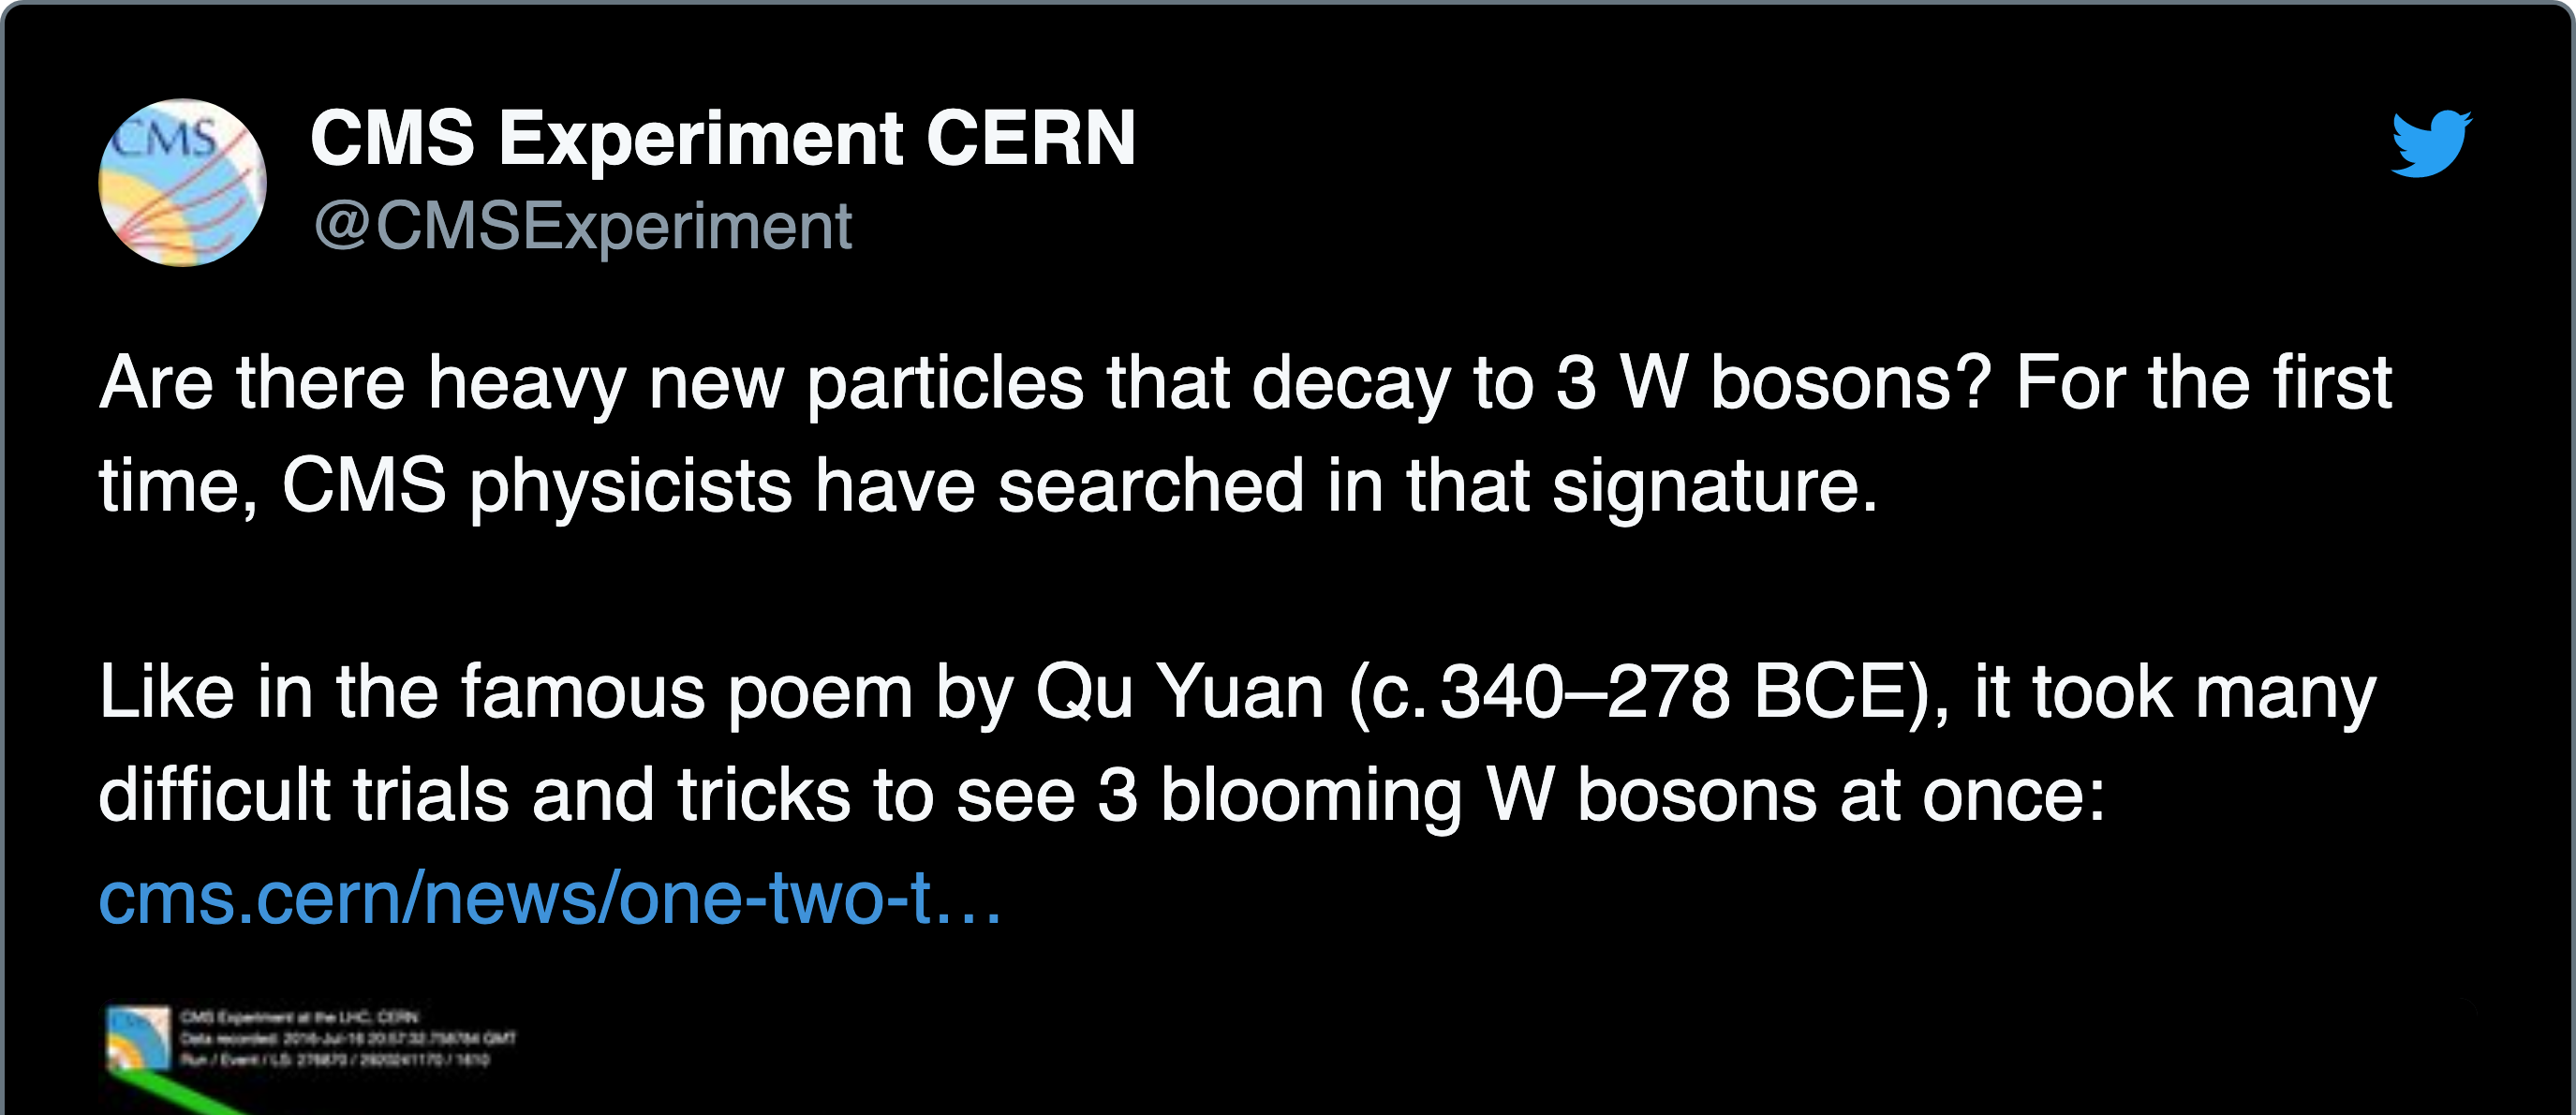 CMS
CMS Experiment CERN
@CMSExperiment
Are there heavy new particles that decay to 3 W bosons? For the first
time, CMS physicists have searched in that signature.
Like in the famous poem by Qu Yuan (c. 340–278 BCE), it took many
difficult trials and tricks to see 3 blooming W bosons at once:
cms.cern/news/one-two-t…
CMS Experiment at the LHC, CERN
Data recorded: 2016-Jul-16 20:57:32 GMT
Run / Event / LS: 276870 / / 1610